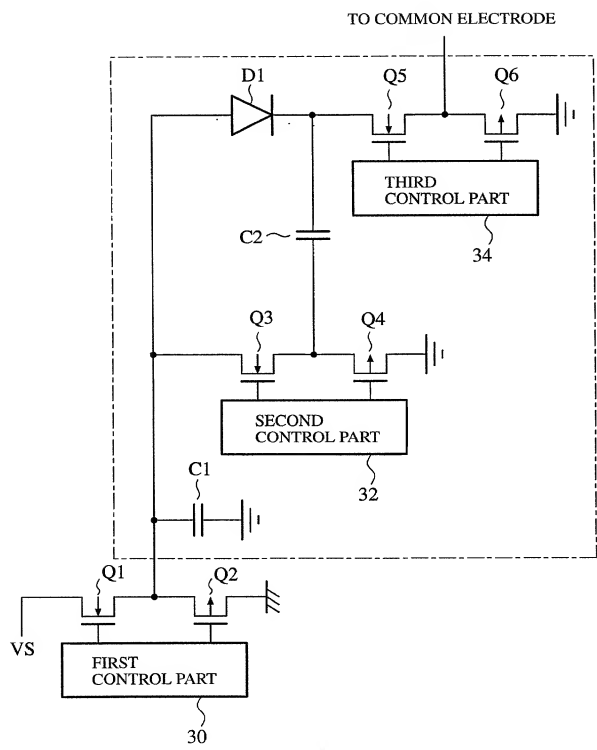 TO COMMON ELECTRODE
D1
Q5
Q6
THIRD
CONTROL PART
34
C2
Q3
Q4
SECOND
CONTROL PART
32
C1
Q1
Q2
VS
FIRST
CONTROL PART
30